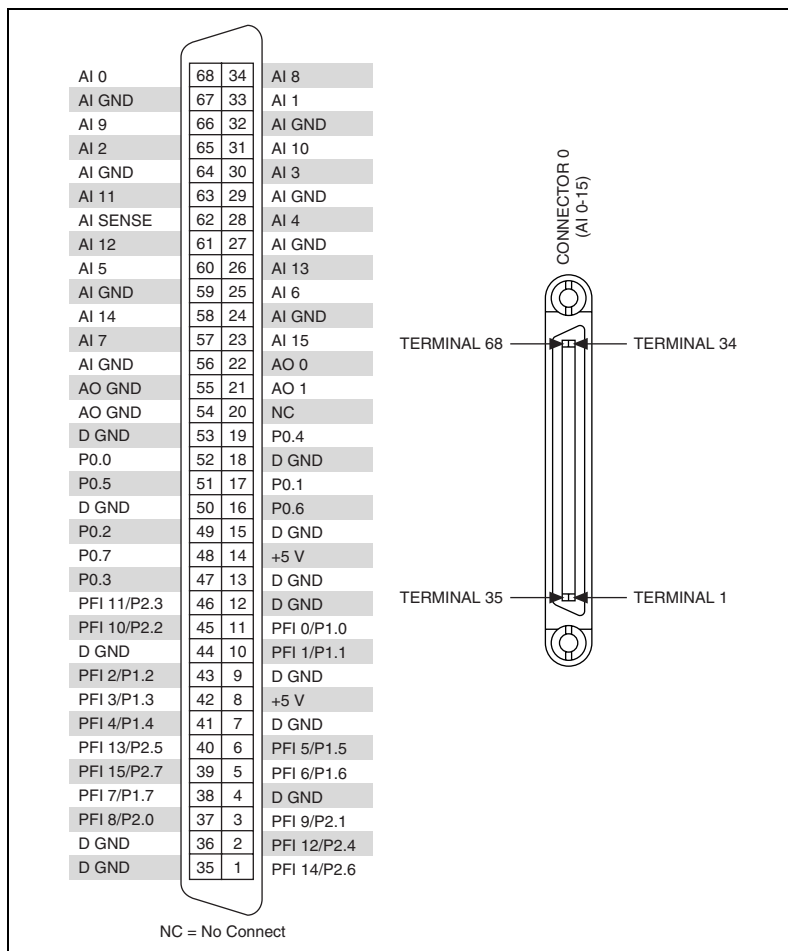 AI 0 68 34 AI 8
AI GND 67 33 AI 1
AI 9 66 32 AI GND
AI 2 65 31 AI 10
AI GND 64 30 AI 3
AI 11 63 29 AI GND
AI SENSE 62 28 AI 4
AI 12 61 27 AI GND
AI 5 60 26 AI 13
AI GND 59 25 AI 6
AI 14 58 24 AI GND
AI 7 57 23 AI 15
AI GND 56 22 AO 0
AO GND 55 21 AO 1
AO GND 54 20 NC
D GND 53 19 P0.4
P0.0 52 18 D GND
P0.5 51 17 P0.1
D GND 50 16 P0.6
P0.2 49 15 D GND
P0.7 48 14 +5 V
P0.3 47 13 D GND
PFI 11/P2.3 46 12 D GND
PFI 10/P2.2 45 11 PFI 0/P1.0
D GND 44 10 PFI 1/P1.1
PFI 2/P1.2 43 9 D GND
PFI 3/P1.3 42 8 +5 V
PFI 4/P1.4 41 7 D GND
PFI 13/P2.5 40 6 PFI 5/P1.5
PFI 15/P2.7 39 5 PFI 6/P1.6
PFI 7/P1.7 38 4 D GND
PFI 8/P2.0 37 3 PFI 9/P2.1
D GND 36 2 PFI 12/P2.4
D GND 35 1 PFI 14/P2.6
NC = No Connect
CONNECTOR 0
(AI 0-15)
TERMINAL 68 TERMINAL 34
TERMINAL 35 TERMINAL 1